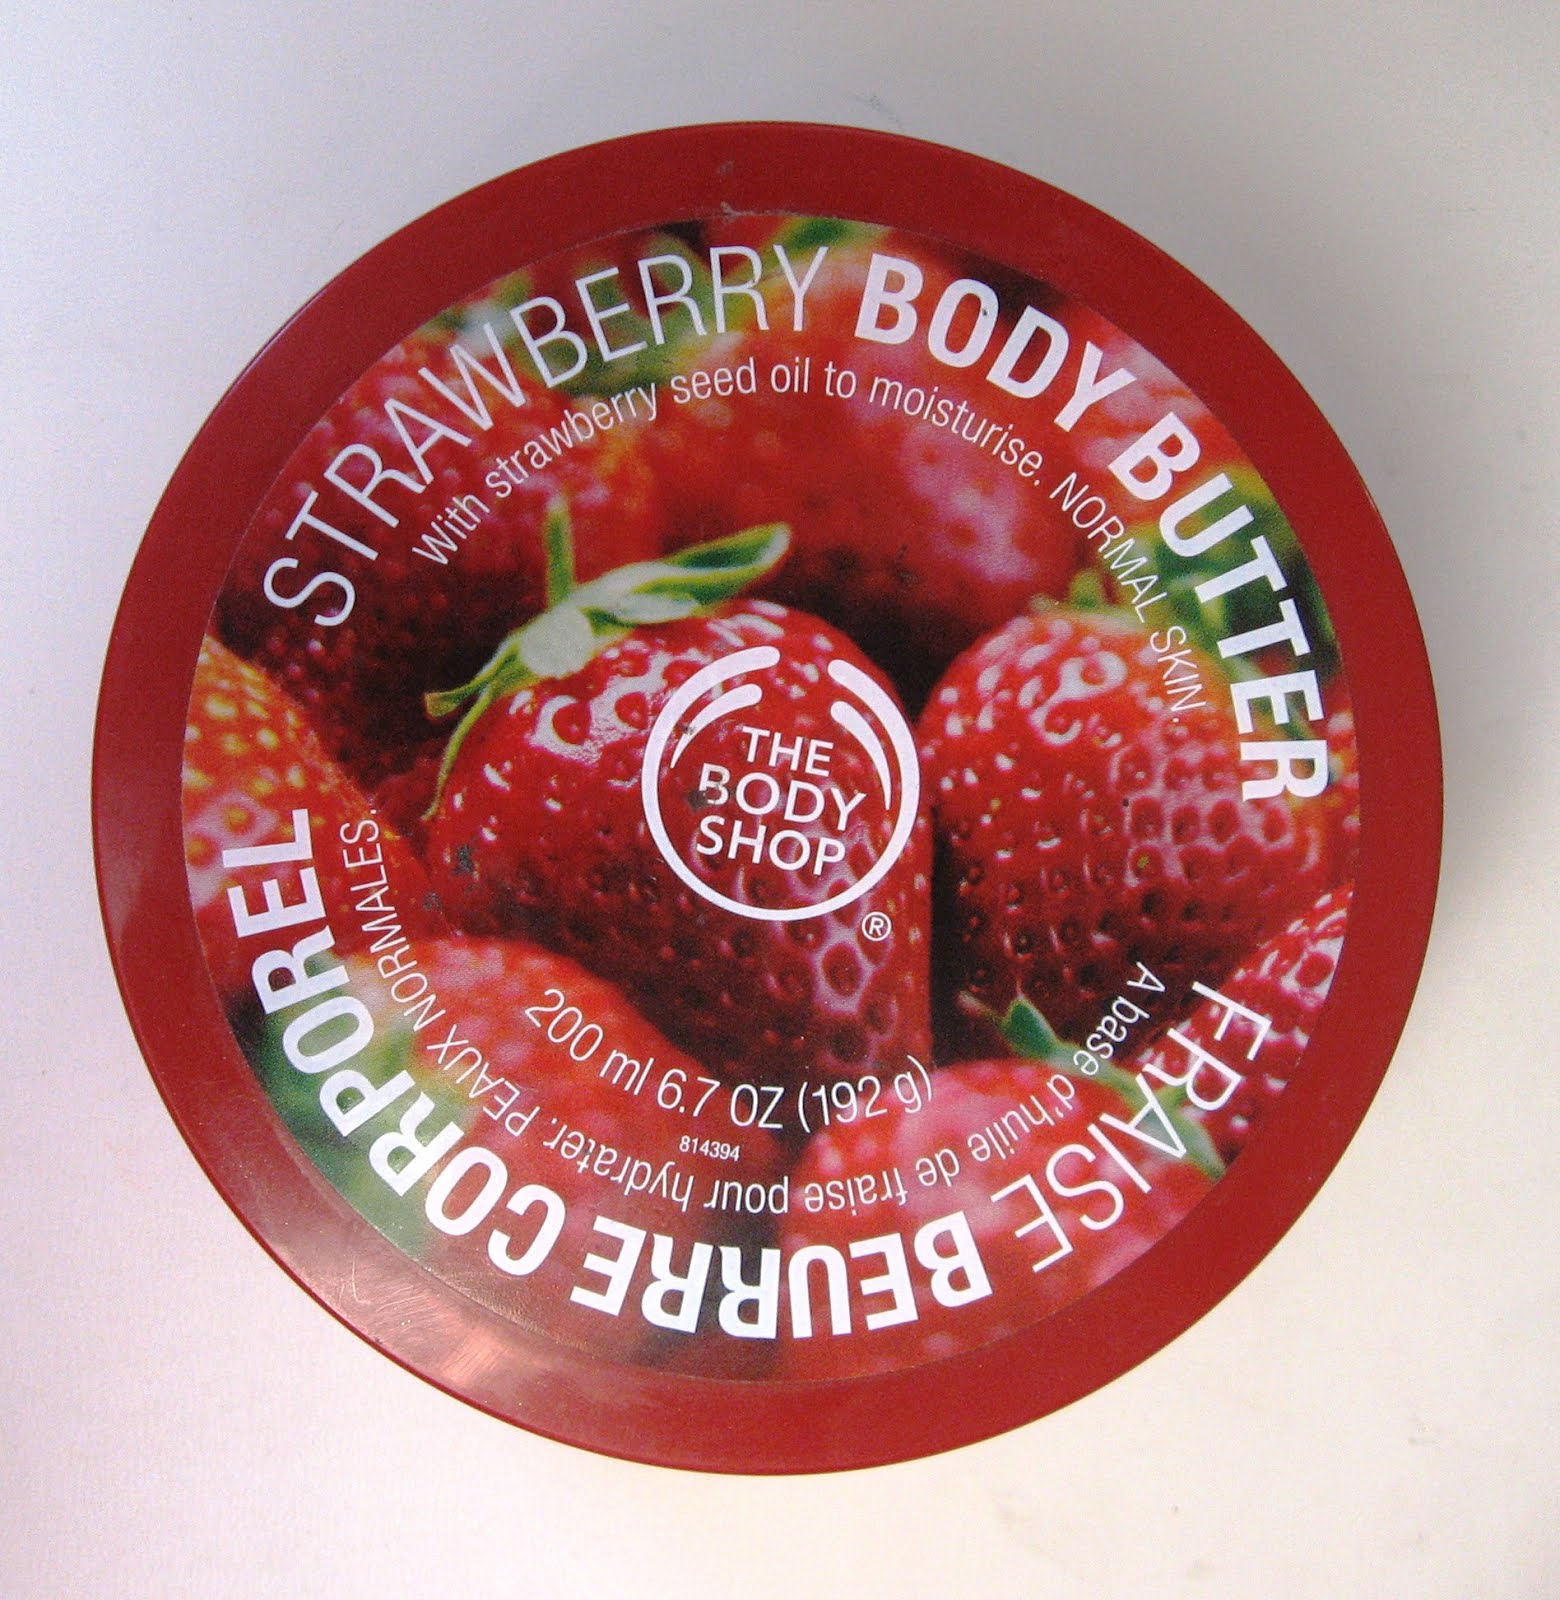 STRAWBERRY BODY BUTTER
With strawberry seed oil to moisturise. NORMAL SKIN.
THE
BODY
SHOP
®
200 ml 6.7 OZ (192 g)
814394
FRAISE BEURRE CORPOREL
A base d'huile de fraise pour hydrater. PEAUX NORMALES.